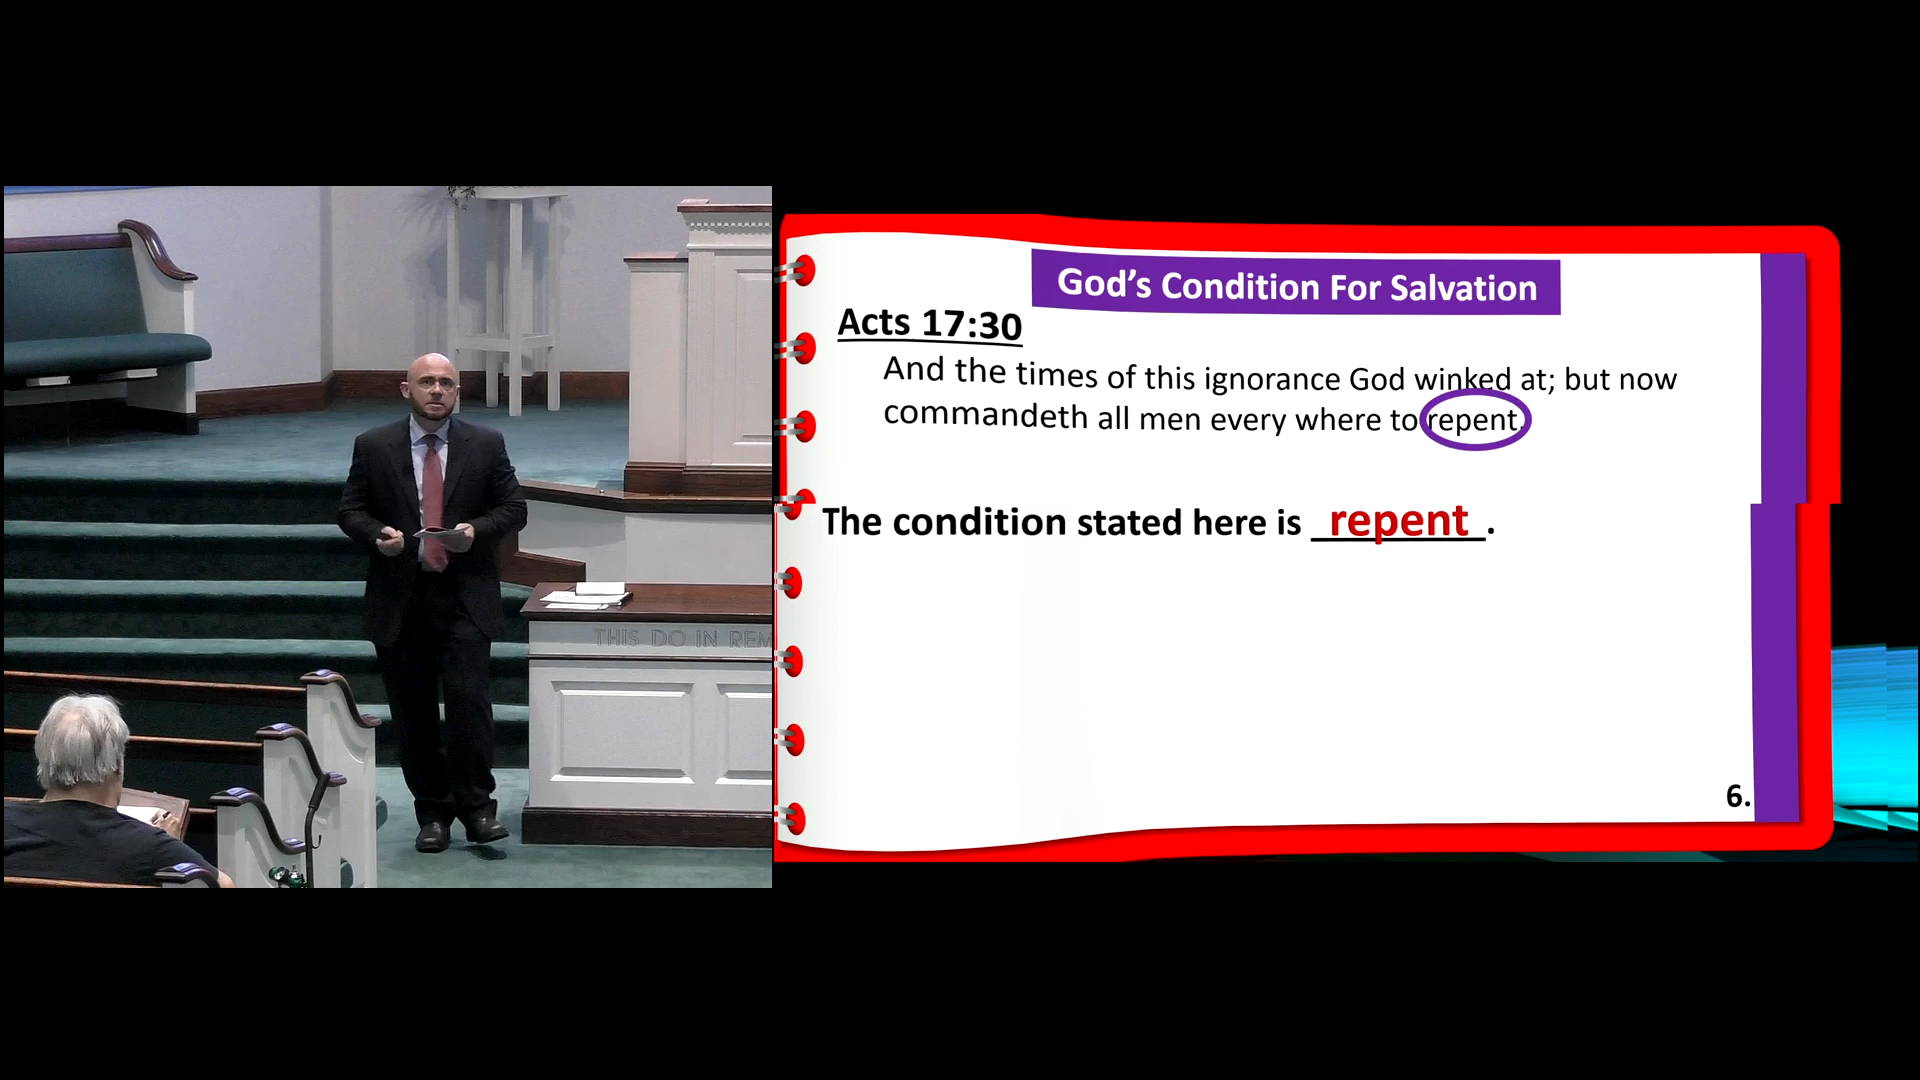 God's Condition For Salvation
Acts 17:30
And the times of this ignorance God winked at; but now
commandeth all men every where to repent.
The condition stated here is repent.
6.
THIS DO IN REM